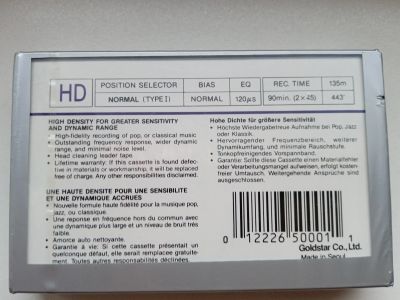 HD
POSITION SELECTOR BIAS EQ REC. TIME 135m
NORMAL (TYPE I) NORMAL 120μs 90min. (2×45) 443'
HIGH DENSITY FOR GREATER SENSITIVITY
AND DYNAMIC RANGE
• High-fidelity recording of pop, or classical music
• Outstanding frequency response, wider dynamic
range, and minimal noise level.
• Head cleaning leader tape.
• Lifetime warranty: If this cassette is found defec-
tive in materials or workmanship, it will be replaced
free of charge. Any other responsibilities disclaimed.
UNE HAUTE DENSITE POUR UNE SENSIBILITE
ET UNE DYNAMIQUE ACCRUES
• Nouvelle formule haute fidélité pour la musique pop,
jazz, ou classique.
• Une reponse en fréquence hors du commun avec
une dynamique plus large et un niveau de bruit très
faible.
• Amorce auto nettoyante.
• Garantie à vie: Si cette cassette présentait un
quelconque défaut, elle serait remplacée gratuite-
ment. Toutes autres responsabilités déclinées.
Hohe Dichte für größere Sensitivität
• Höchste Wiedergabetreue Aufnahme bei Pop, Jazz
oder Klassik.
• Hervorragender Frequenzbereich, weiterer
Dynamikumfang, und minimale Rauschstufe.
• Tonkopfreinigendes Vorspannband.
• Garantie: Sollte diese Cassette einen Materialfehler
oder Verarbeitungsmangel aufweisen, erfolgt kosten-
freier Umtausch. Weitergehende Ansprüche sind
ausgeschlossen.
0 12226 50001 1
Goldstar Co., Ltd.
Made in Seoul